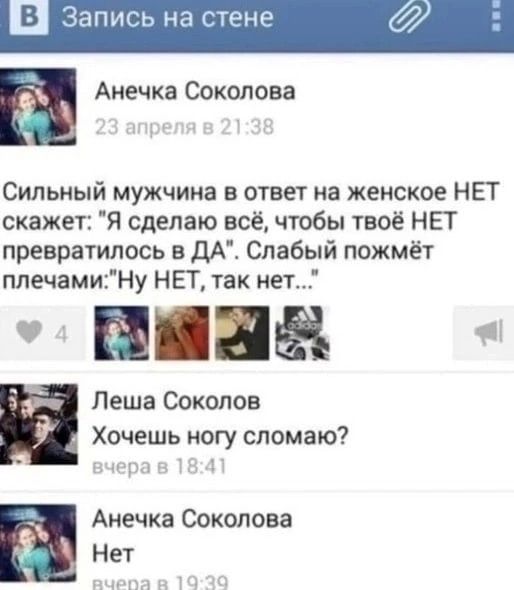 В Запись на стене
Анечка Соколова
23 апреля в 21:38
Сильный мужчина в ответ на женское НЕТ
скажет: "Я сделаю всё, чтобы твоё НЕТ
превратилось в ДА". Слабый пожмёт
плечами:"Ну НЕТ, так нет..."
4
adidas
Леша Соколов
Хочешь ногу сломаю?
вчера в 18:41
Анечка Соколова
Нет
вчера в 19:39